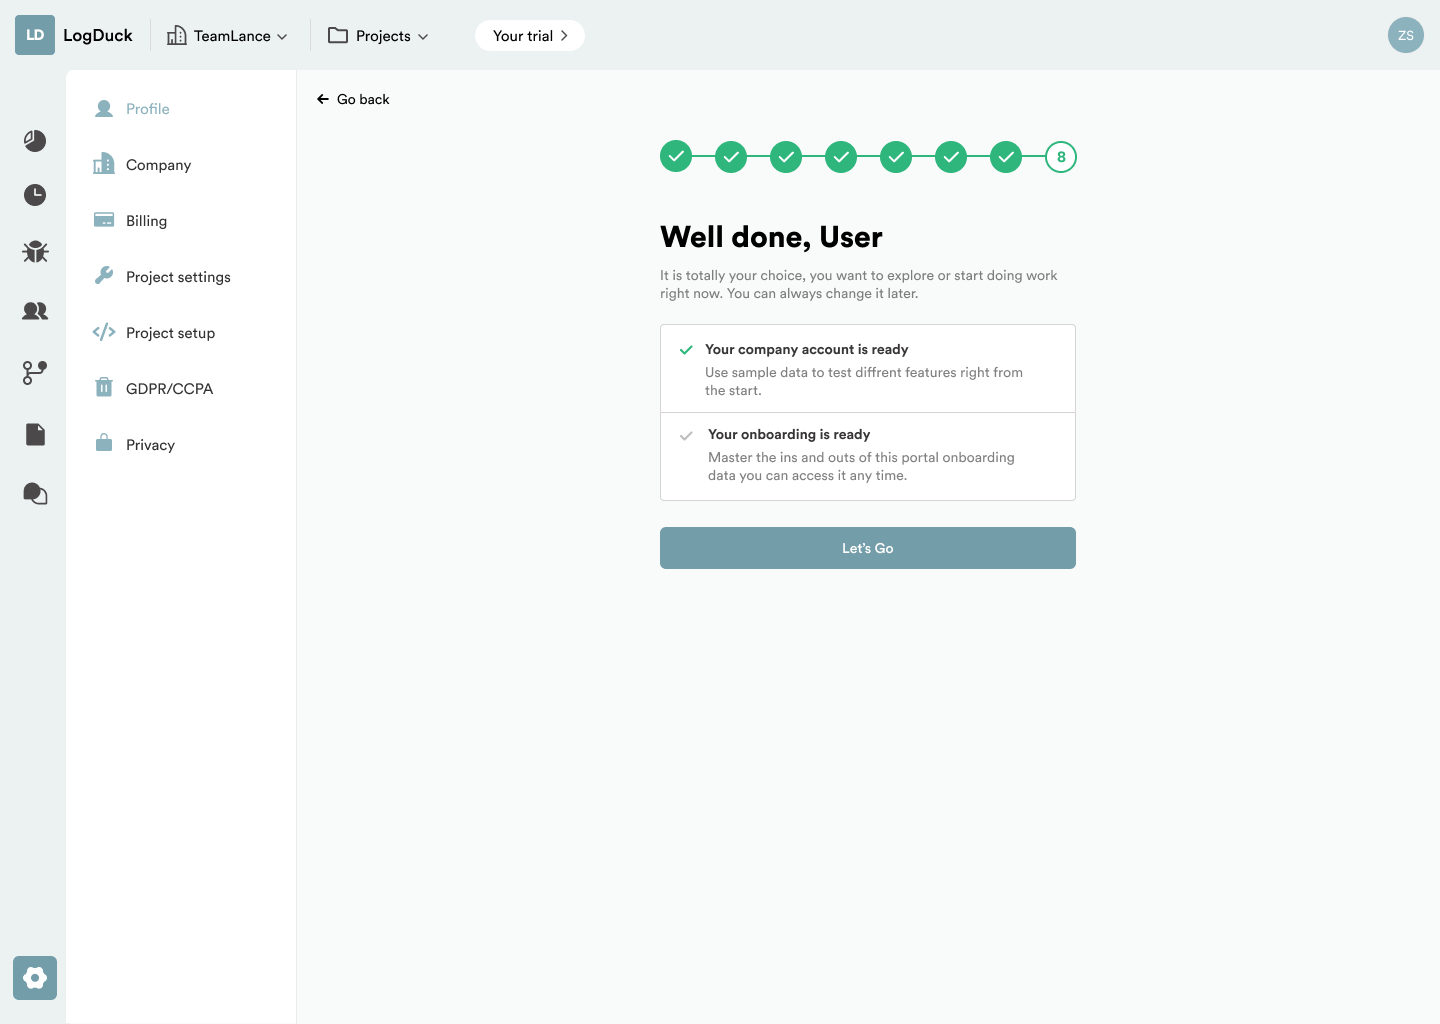 LD LogDuck TeamLance Projects Your trial ZS
Profile
Company
Billing
Project settings
Project setup
GDPR/CCPA
Privacy
Go back
8
Well done, User
It is totally your choice, you want to explore or start doing work
right now. You can always change it later.
Your company account is ready
Use sample data to test diffrent features right from
the start.
Your onboarding is ready
Master the ins and outs of this portal onboarding
data you can access it any time.
Let's Go